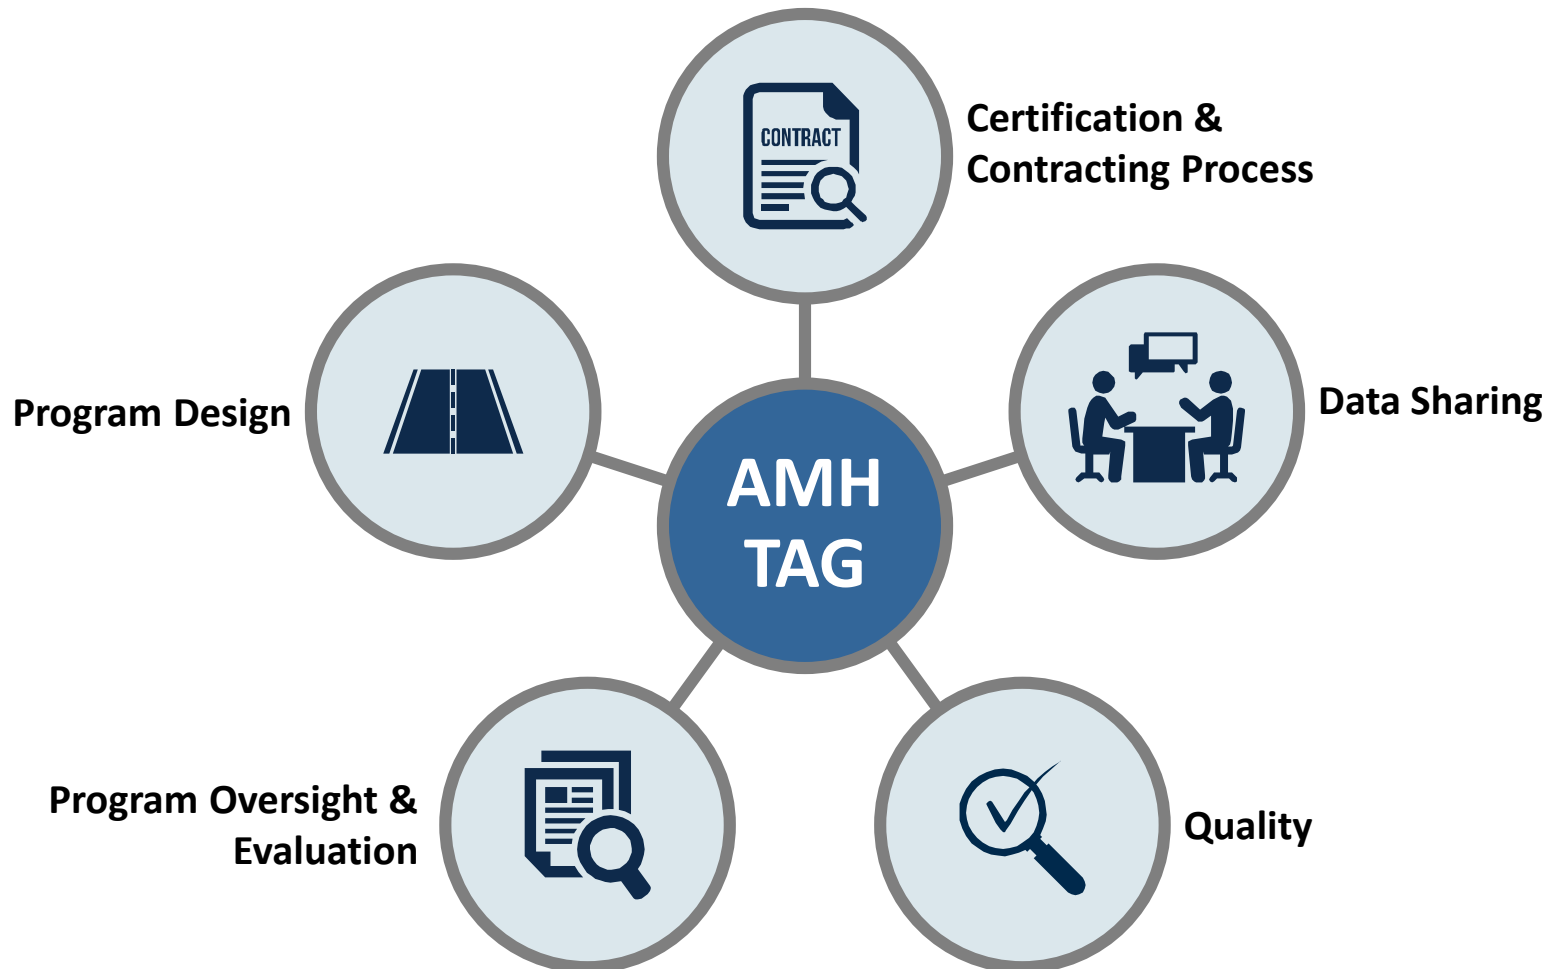 CONTRACT
Certification &
Contracting Process
Data Sharing
Program Design
AMH
TAG
Program Oversight &
Evaluation
Quality